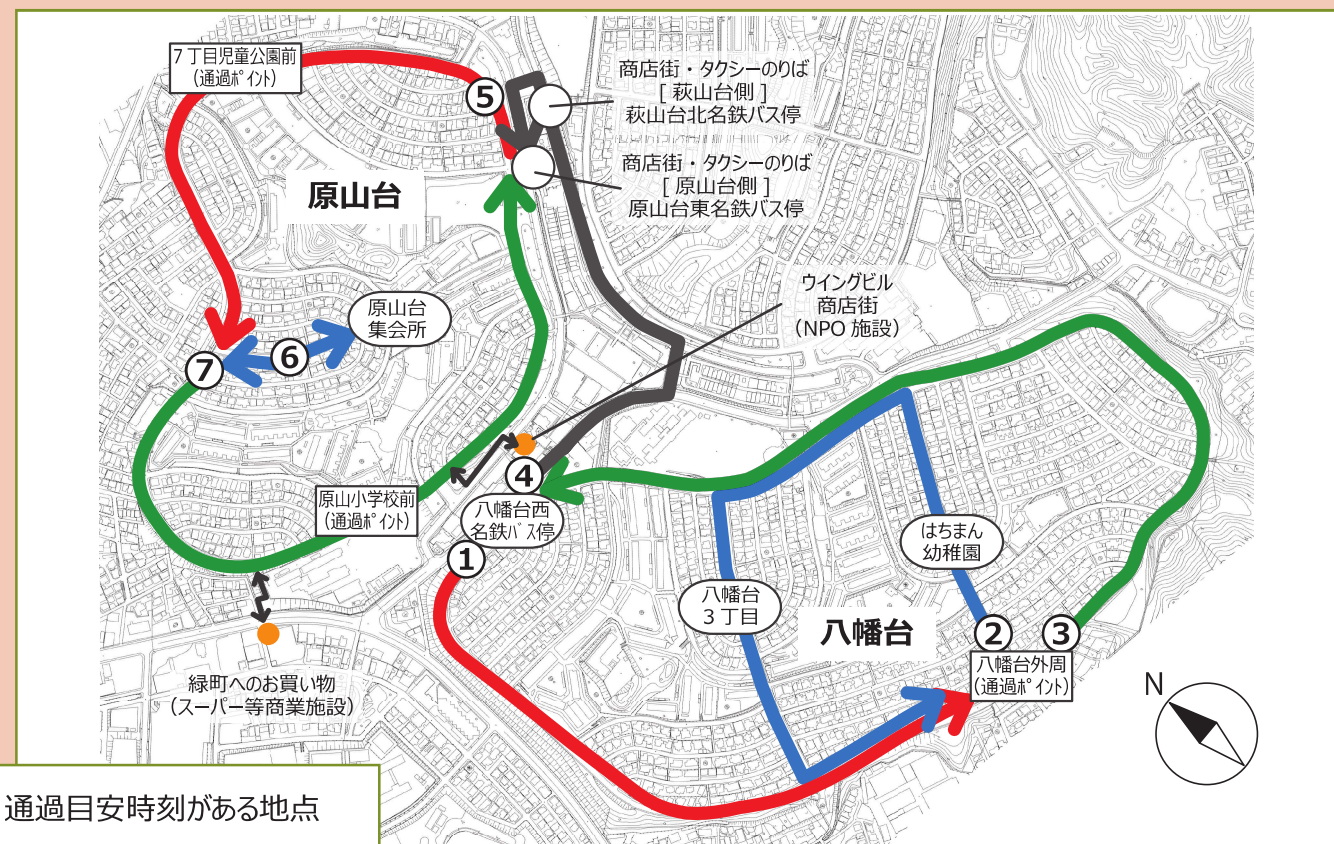 7丁目児童公園前
(通過ﾎﾟｲﾝﾄ)
⑤
商店街・タクシーのりば
[ 萩山台側 ]
萩山台北名鉄バス停
商店街・タクシーのりば
[ 原山台側 ]
原山台東名鉄バス停
原山台
ウイングビル
商店街
(NPO 施設)
原山台
集会所
⑥
⑦
④
八幡台西
名鉄ﾊﾞｽ停
原山小学校前
(通過ﾎﾟｲﾝﾄ)
①
はちまん
幼稚園
八幡台
3丁目
八幡台
②
③
八幡台外周
(通過ﾎﾟｲﾝﾄ)
緑町へのお買い物
(スーパー等商業施設)
N
通過目安時刻がある地点